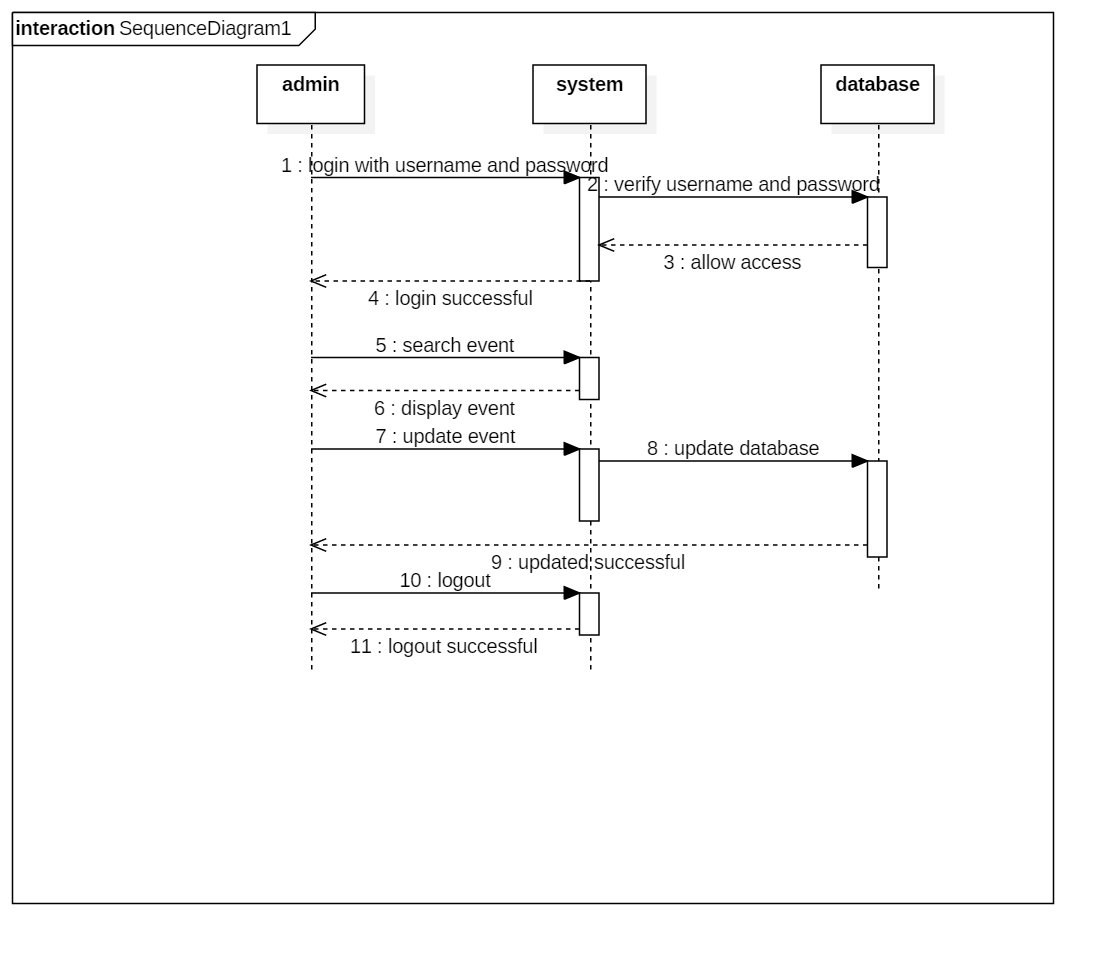 interaction SequenceDiagram1
admin
system
database
1 : login with username and password
2 : verify username and password
3 : allow access
4 : login successful
5 : search event
6 : display event
7 : update event
8 : update database
9 : updated successful
10 : logout
11 : logout successful